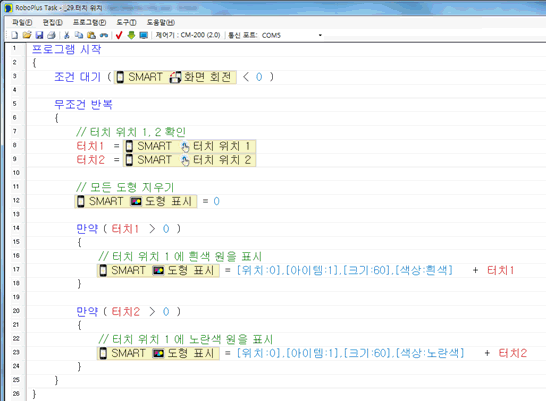 RoboPlus Task - _29.터치 위치
파일(F) 편집(E) 프로그램(P) 도구(T) 도움말(H)
제어기 : CM-200 (2.0) 통신 포트: COM5
1 프로그램 시작
2 {
3 조건 대기 ( SMART 화면 회전 < 0 )
4
5 무조건 반복
6 {
7 // 터치 위치 1, 2 확인
8 터치1 = SMART 터치 위치 1
9 터치2 = SMART 터치 위치 2
10
11 // 모든 도형 지우기
12 SMART 도형 표시 = 0
13
14 만약 ( 터치1 > 0 )
15 {
16 // 터치 위치 1 에 흰색 원을 표시
17 SMART 도형 표시 = [위치:0],[아이템:1],[크기:60],[색상:흰색] + 터치1
18 }
19
20 만약 ( 터치2 > 0 )
21 {
22 // 터치 위치 1 에 노란색 원을 표시
23 SMART 도형 표시 = [위치:0],[아이템:1],[크기:60],[색상:노란색] + 터치2
24 }
25 }
26 }